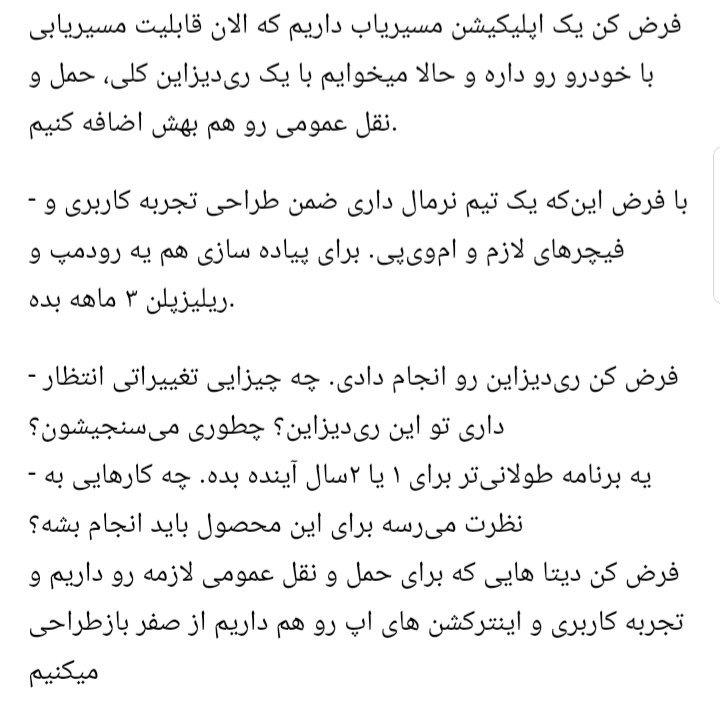 فرض کن یک اپلیکیشن مسیریاب داریم که الان قابلیت مسیریابی
با خودرو رو داره و حالا میخوایم با یک ری‌دیزاین کلی، حمل و
نقل عمومی رو هم بهش اضافه کنیم.
- با فرض این‌که یک تیم نرمال داری ضمن طراحی تجربه کاربری و
فیچرهای لازم و ام‌وی‌پی. برای پیاده سازی هم یه رودمپ و
ریلیزپلن ۳ ماهه بده.
- فرض کن ری‌دیزاین رو انجام دادی. چه چیزایی تغییراتی انتظار
داری تو این ری‌دیزاین؟ چطوری می‌سنجیشون؟
- یه برنامه طولانی‌تر برای ۱ یا ۲سال آینده بده. چه کارهایی به
نظرت می‌رسه برای این محصول باید انجام بشه؟
فرض کن دیتا هایی که برای حمل و نقل عمومی لازمه رو داریم و
تجربه کاربری و اینترکشن های اپ رو هم داریم از صفر بازطراحی
میکنیم